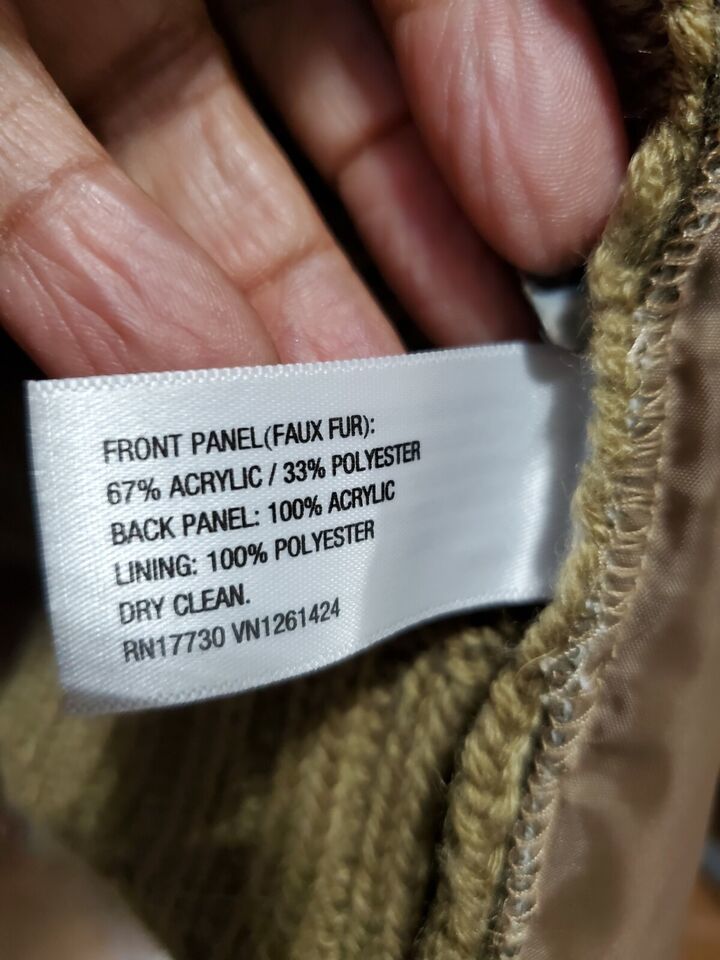 FRONT PANEL(FAUX FUR):
67% ACRYLIC / 33% POLYESTER
BACK PANEL: 100% ACRYLIC
LINING: 100% POLYESTER
DRY CLEAN.
RN17730 VN1261424